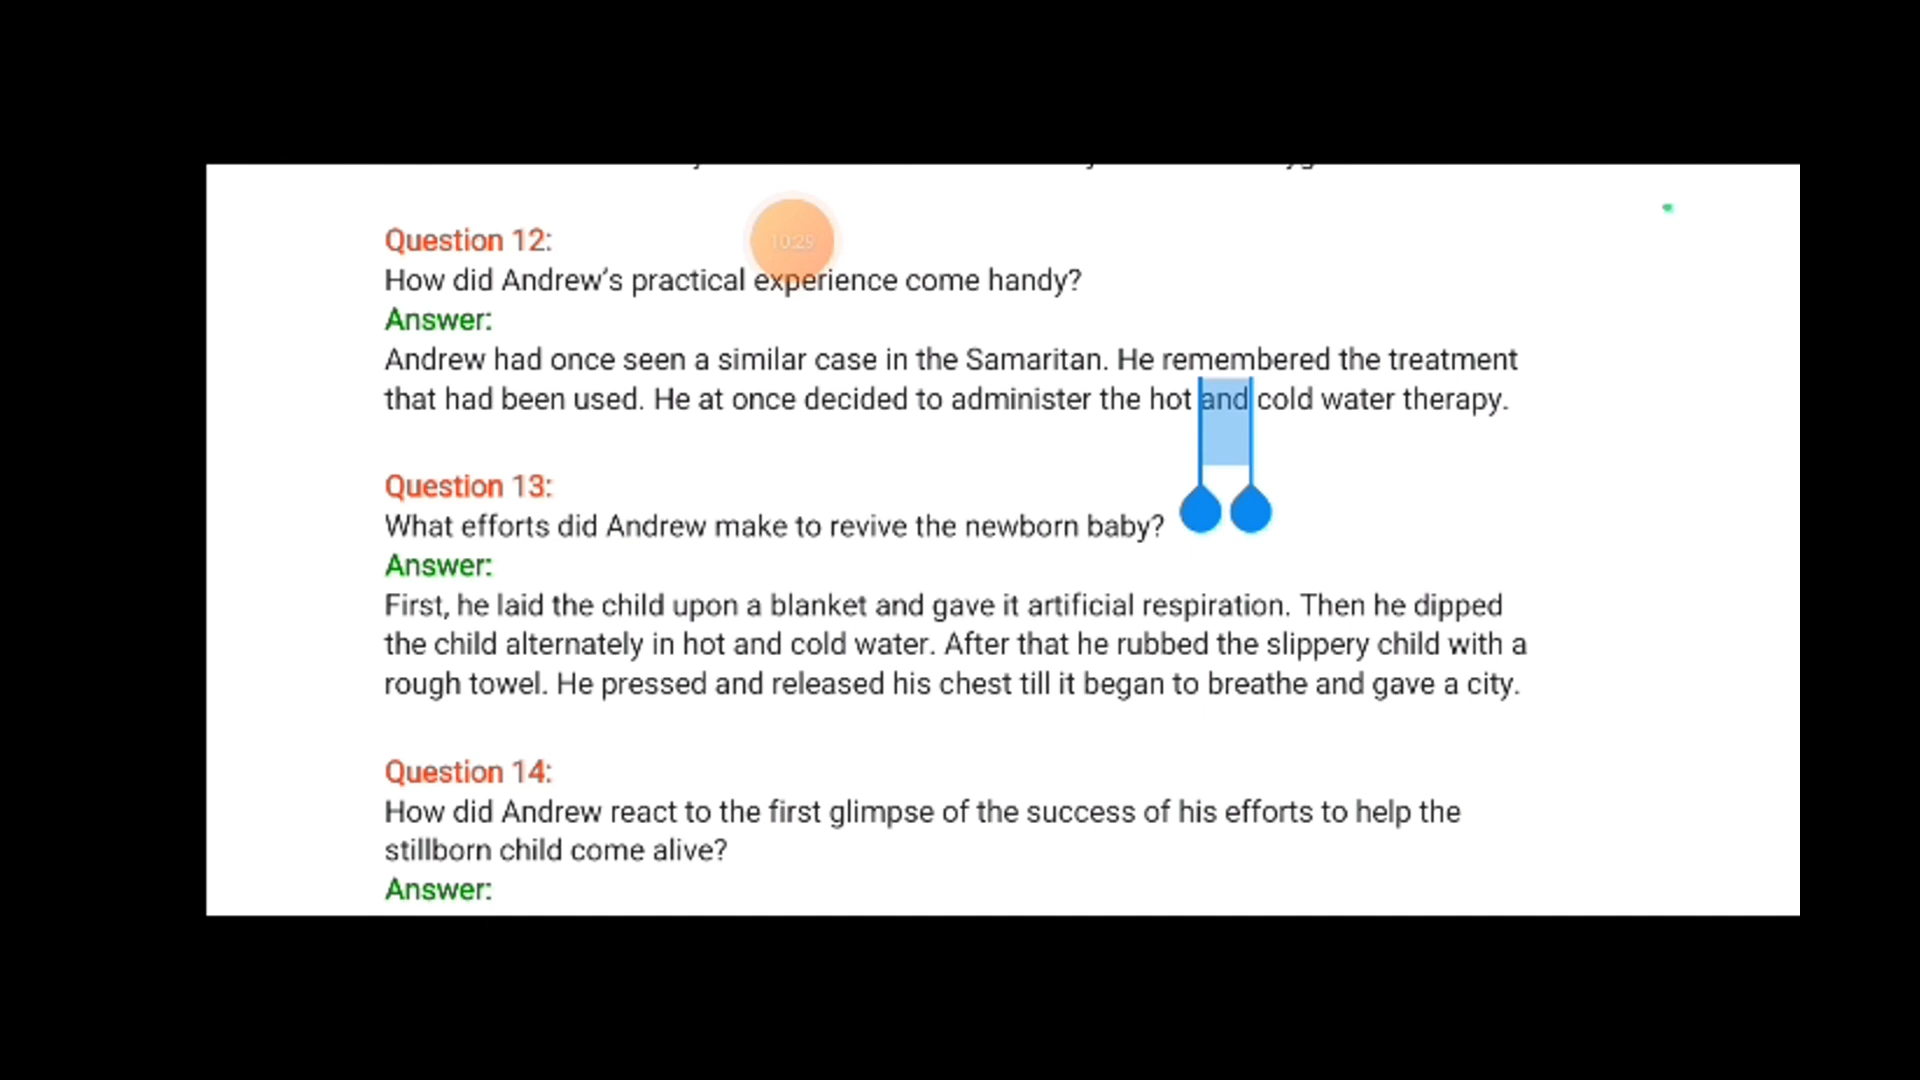 Question 12:
10:29
How did Andrew’s practical experience come handy?
Answer:
Andrew had once seen a similar case in the Samaritan. He remembered the treatment
that had been used. He at once decided to administer the hot and cold water therapy.
Question 13:
What efforts did Andrew make to revive the newborn baby?
Answer:
First, he laid the child upon a blanket and gave it artificial respiration. Then he dipped
the child alternately in hot and cold water. After that he rubbed the slippery child with a
rough towel. He pressed and released his chest till it began to breathe and gave a city.
Question 14:
How did Andrew react to the first glimpse of the success of his efforts to help the
stillborn child come alive?
Answer: